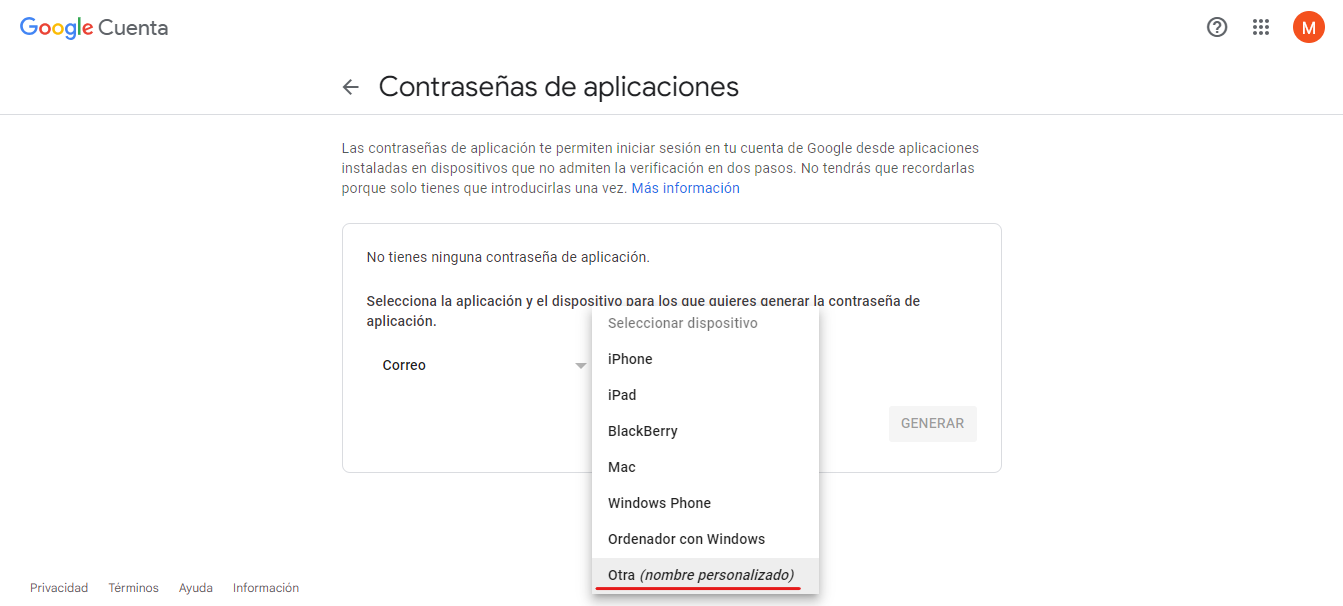 Google Cuenta
M
Contraseñas de aplicaciones
Las contraseñas de aplicación te permiten iniciar sesión en tu cuenta de Google desde aplicaciones
instaladas en dispositivos que no admiten la verificación en dos pasos. No tendrás que recordarlas
porque solo tienes que introducirlas una vez. Más información
No tienes ninguna contraseña de aplicación.
Selecciona la aplicación y el dispositivo para los que quieres generar la contraseña de
aplicación.
Seleccionar dispositivo
Correo
iPhone
iPad
BlackBerry
Mac
Windows Phone
Ordenador con Windows
Otra (nombre personalizado)
GENERAR
Privacidad Términos Ayuda Información